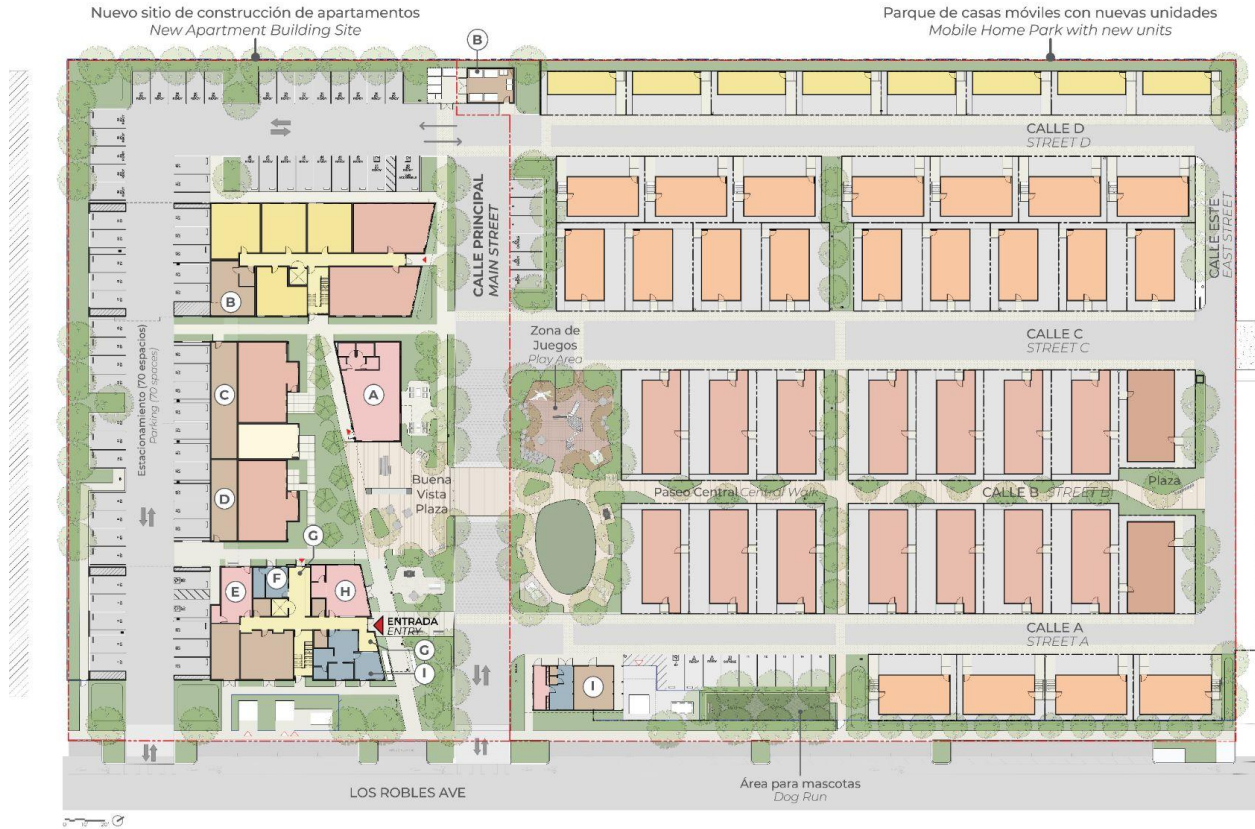 Nuevo sitio de construcción de apartamentos
New Apartment Building Site
Parque de casas móviles con nuevas unidades
Mobile Home Park with new units
B
CALLE D
STREET D
CALLE PRINCIPAL
MAIN STREET
CALLE ESTE
EAST STREET
B
CALLE C
STREET C
Zona de
Juegos
Play Area
Estacionamiento (70 espacios)
Parking (70 spaces)
C
A
D
Buena
Vista
Plaza
Paseo Central Central Walk
CALLE B STREET B
Plaza
G
E
F
H
ENTRADA
ENTRY
G
I
CALLE A
STREET A
I
Área para mascotas
Dog Run
LOS ROBLES AVE
0 10' 20'